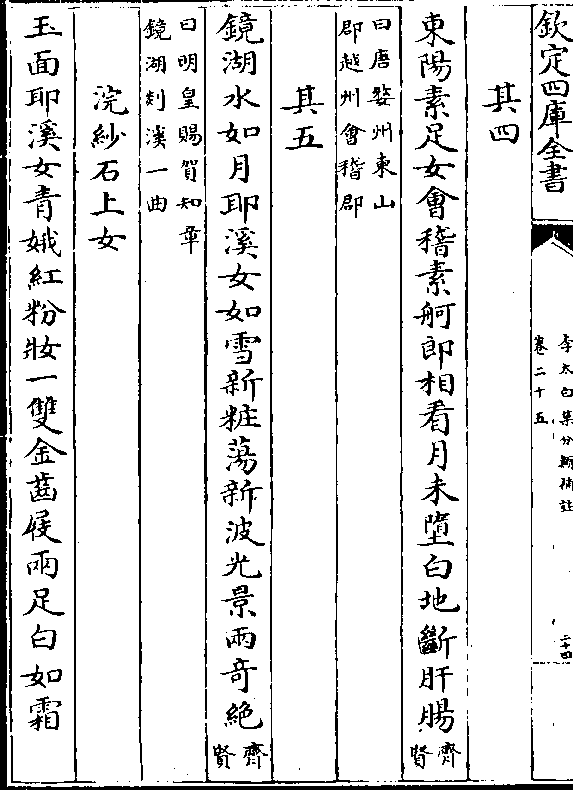 欽定四庫全書
李太白集分類補註
卷二十五
二十四
其四
東陽素足女會稽素舸郎相看月未墮白地斷肝腸齊賢
曰唐婺州東山
郡越州會稽郡
其五
鏡湖水如月耶溪女如雪新粧蕩新波光景兩奇絶齊賢
曰明皇賜賀知章
鏡湖剡溪一曲
浣紗石上女
玉面耶溪女青娥紅粉妝一雙金齒屐兩足白如霜